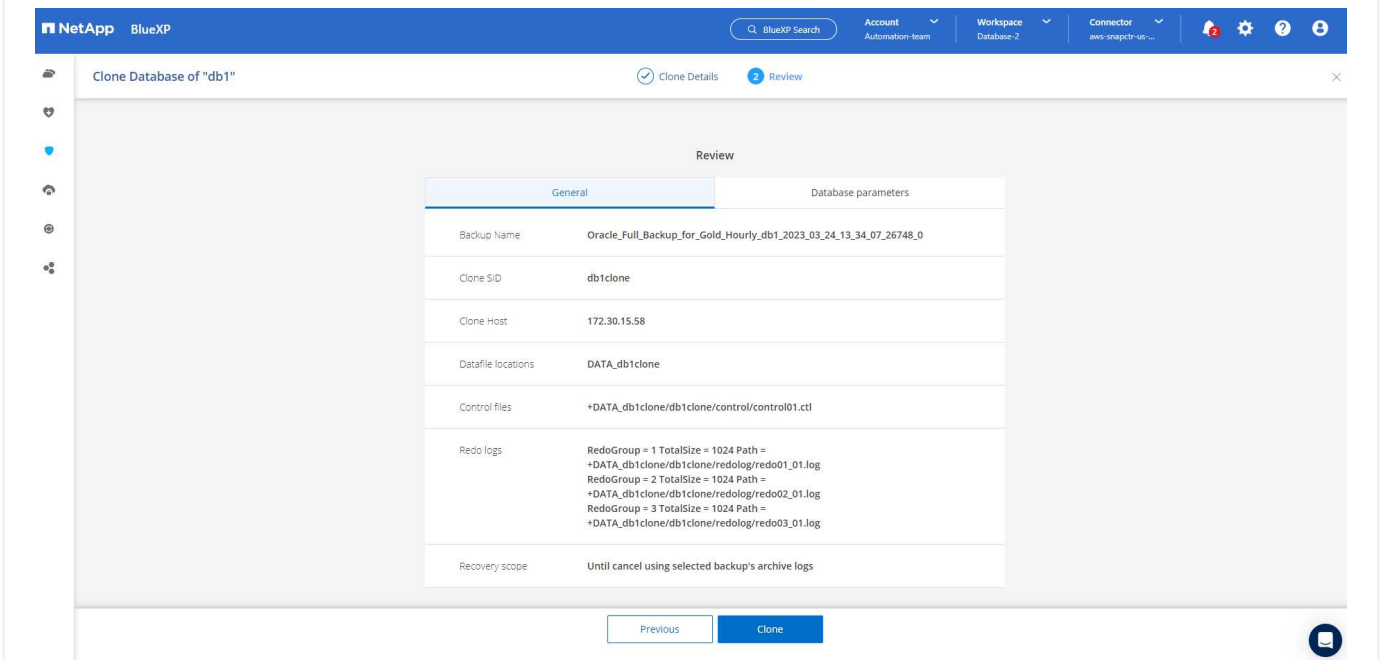 NetApp BlueXP
BlueXP Search
Account
Automation-team
Workspace
Database-2
Connector
aws-snapctr-us-...
2
Clone Database of "db1"
Clone Details
2 Review
Review
General
Database parameters
Backup Name Oracle_Full_Backup_for_Gold_Hourly_db1_2023_03_24_13_34_07_26748_0
Clone SID db1clone
Clone Host 172.30.15.58
Datafile locations DATA_db1clone
Control files +DATA_db1clone/db1clone/control/control01.ctl
Redo logs RedoGroup = 1 TotalSize = 1024 Path =
+DATA_db1clone/db1clone/redolog/redo01_01.log
RedoGroup = 2 TotalSize = 1024 Path =
+DATA_db1clone/db1clone/redolog/redo02_01.log
RedoGroup = 3 TotalSize = 1024 Path =
+DATA_db1clone/db1clone/redolog/redo03_01.log
Recovery scope Until cancel using selected backup's archive logs
Previous
Clone